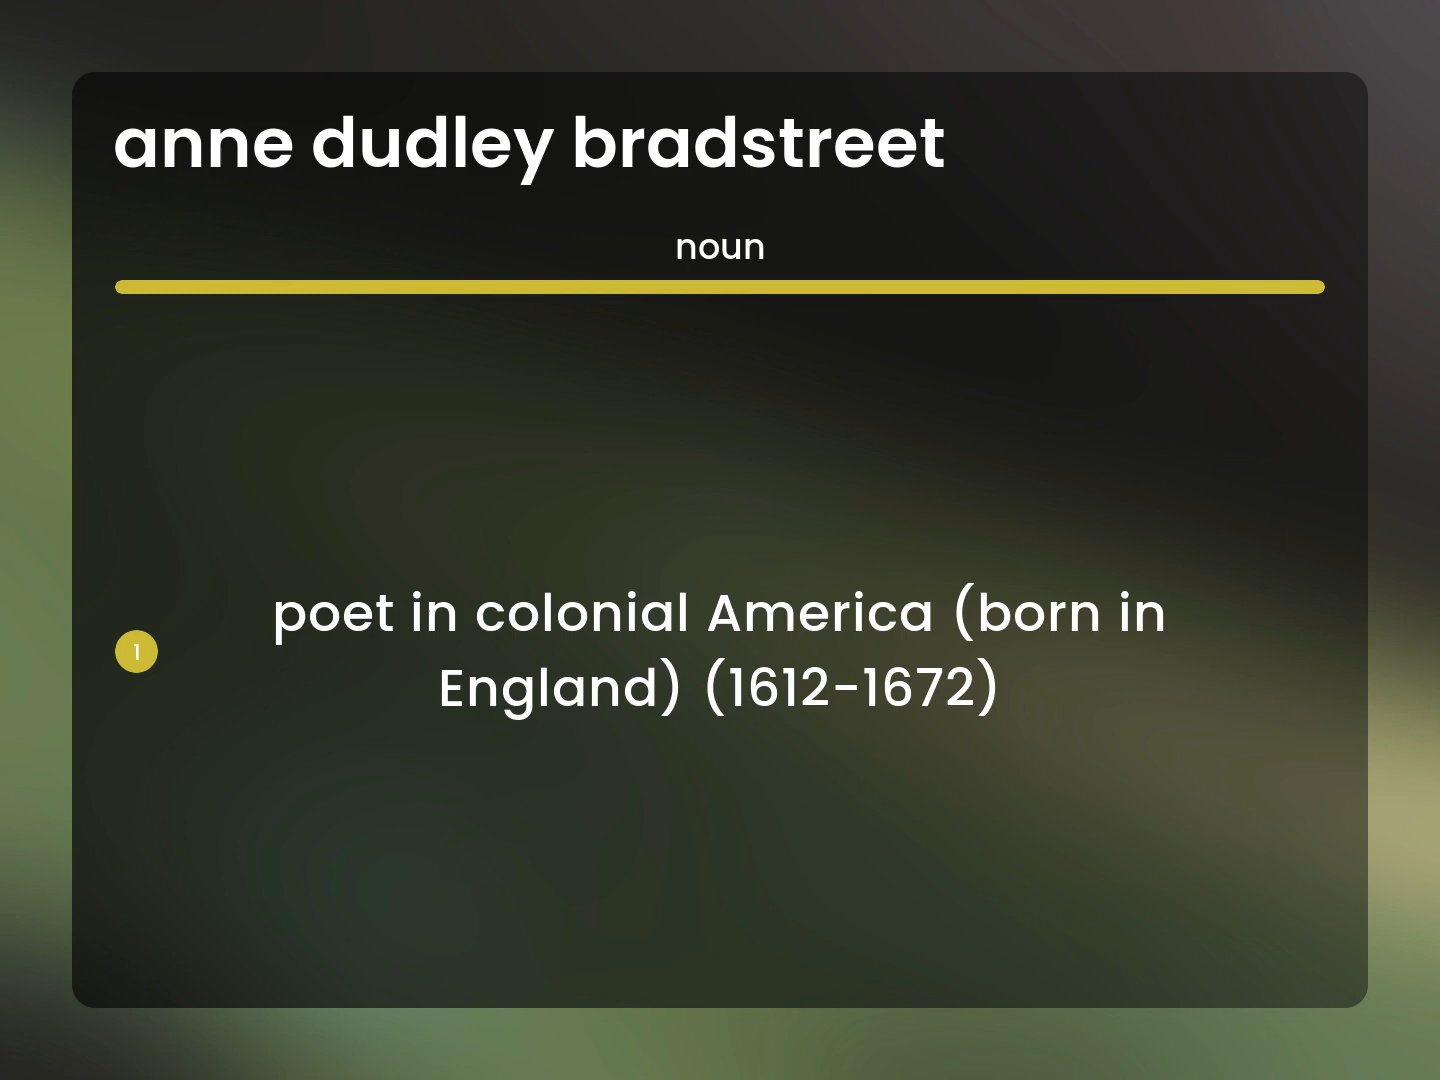 anne dudley bradstreet
noun
1
poet in colonial America (born in
England) (1612-1672)